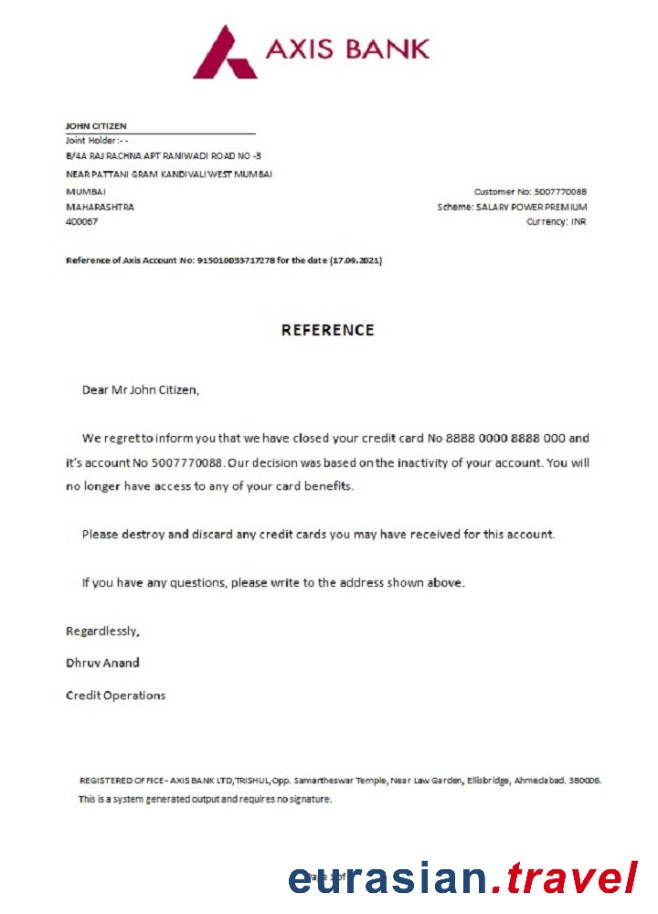 AXIS BANK
JOHN CITIZEN
Joint Holder :- -
B/4A RAJ RACHNA APT RANIWADI ROAD NO -3
NEAR PATTANI GRAM KANDIVALI WEST MUMBAI
MUMBAI
MAHARASHTRA
400067
Customer No: 5007770088
Scheme: SALARY POWER PREMIUM
Currency: INR
Reference of Axis Account No: 915010033717278 for the date (17.09.2021)
REFERENCE
Dear Mr John Citizen,
We regret to inform you that we have closed your credit card No 8888 0000 8888 000 and
it's account No 5007770088. Our decision was based on the inactivity of your account. You will
no longer have access to any of your card benefits.
Please destroy and discard any credit cards you may have received for this account.
If you have any questions, please write to the address shown above.
Regardlessly,
Dhruv Anand
Credit Operations
REGISTERED OFFICE - AXIS BANK LTD, TRISHUL, Opp. Samartheswar Temple, Near Law Garden, Ellisbridge, Ahmedabad. 380006.
This is a system generated output and requires no signature.
eurasian.travel